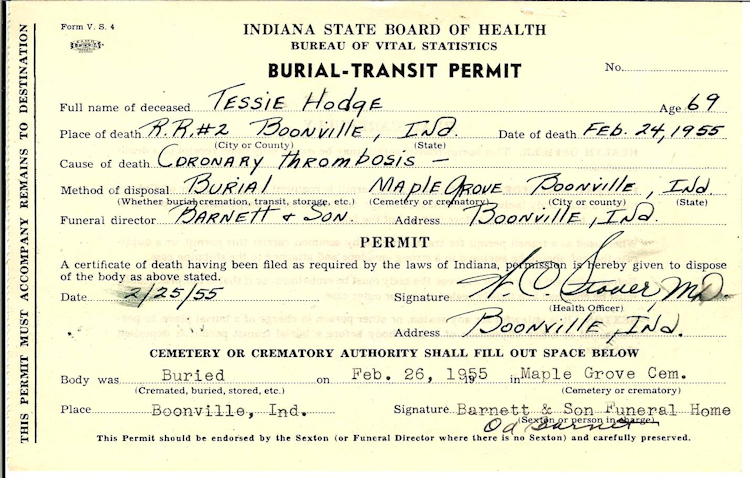 Form V. S. 4
INDIANA STATE BOARD OF HEALTH
BUREAU OF VITAL STATISTICS
BURIAL-TRANSIT PERMIT
No.
Full name of deceased Tessie Hodge Age 69
Place of death R.R.#2 Boonville, Ind. Date of death Feb. 24, 1955
(City or County) (State)
Cause of death Coronary thrombosis –
Method of disposal Burial Maple Grove Boonville, Ind
(Whether burial, cremation, transit, storage, etc.) (Cemetery or crematory) (City or county) (State)
Funeral director Barnett & Son. Address Boonville, Ind.
PERMIT
A certificate of death having been filed as required by the laws of Indiana, permission is hereby given to dispose
of the body as above stated.
Date 2/25/55 Signature Stover, M.D.
(Health Officer)
Address Boonville, Ind.
CEMETERY OR CREMATORY AUTHORITY SHALL FILL OUT SPACE BELOW
Body was Buried on Feb. 26, 1955 in Maple Grove Cem.
(Cremated, buried, stored, etc.) (Cemetery or crematory)
Place Boonville, Ind. Signature Barnett & Son Funeral Home
(Sexton or person in charge)
Barnett
This Permit should be endorsed by the Sexton (or Funeral Director where there is no Sexton) and carefully preserved.
THIS PERMIT MUST ACCOMPANY REMAINS TO DESTINATION